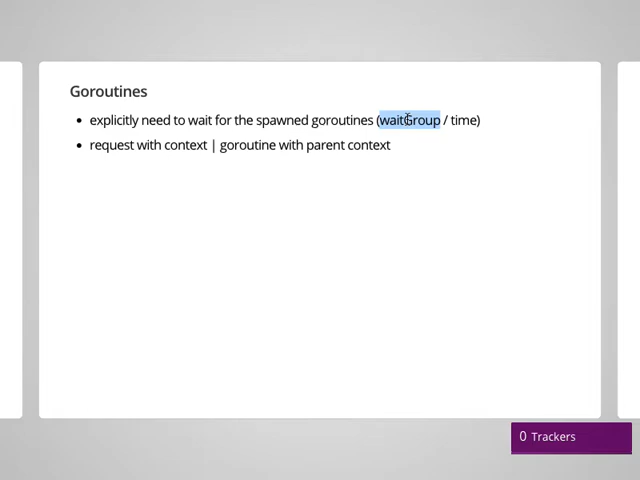 Goroutines
• explicitly need to wait for the spawned goroutines (waitGroup / time)
• request with context | goroutine with parent context
0 Trackers